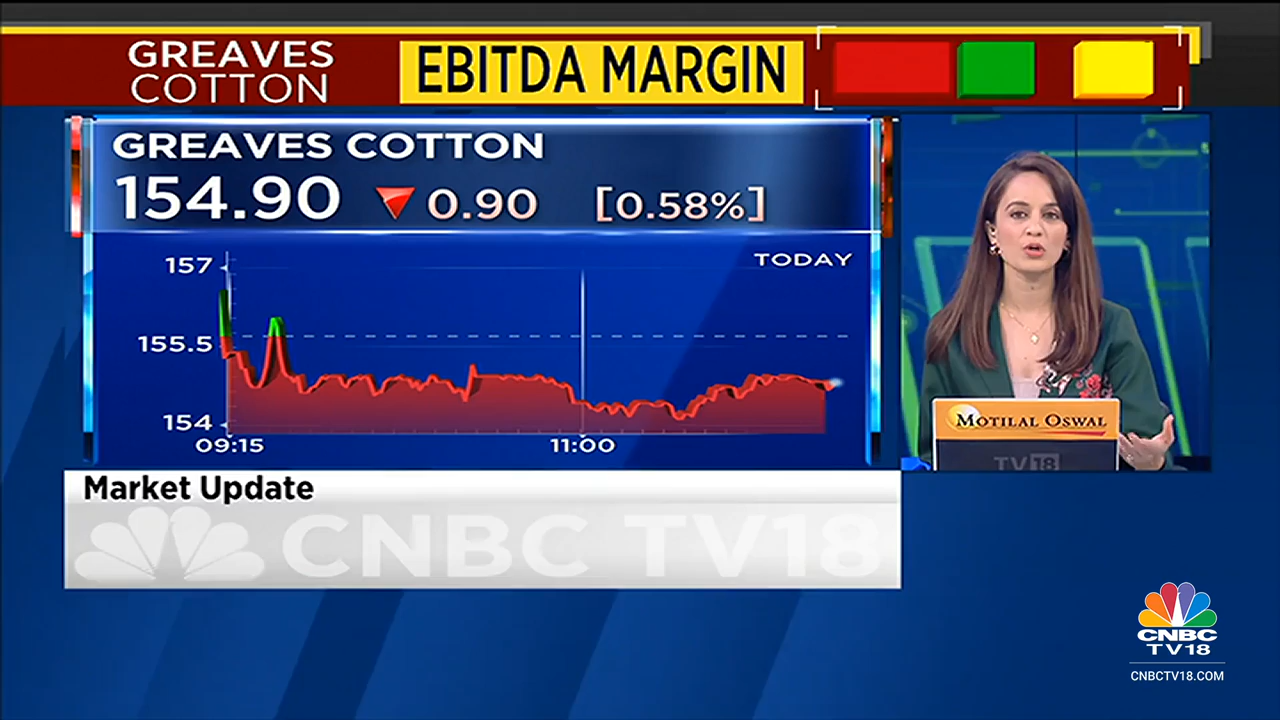 GREAVES
COTTON
EBITDA MARGIN
GREAVES COTTON
154.90 ▼ 0.90 [0.58%]
TODAY
157
155.5
154
09:15
11:00
MOTILAL OSWAL
TV18
Market Update
CNBC TV18
CNBC
TV18
CNBCTV18.COM